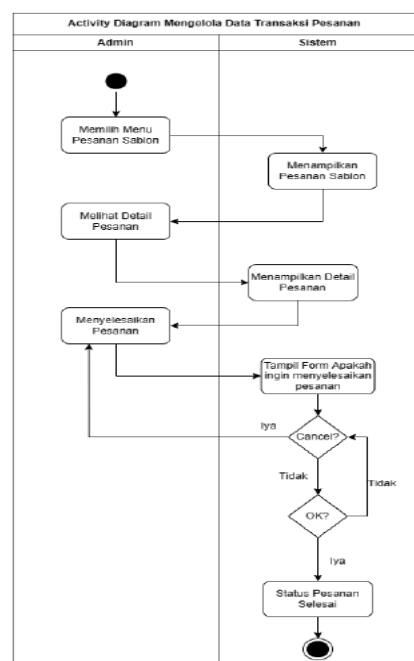 Activity Diagram Mengelola Data Transaksi Pesanan
Admin
Sistem
Memilih Menu
Pesanan Sablon
Menampilkan
Pesanan Sablon
Melihat Detail
Pesanan
Menampilkan Detail
Pesanan
Menyelesaikan
Pesanan
Tampil Form Apakah
ingin menyelesaikan
pesanan
Iya
Cancel?
Tidak
Tidak
OK?
Iya
Status Pesanan
Selesai